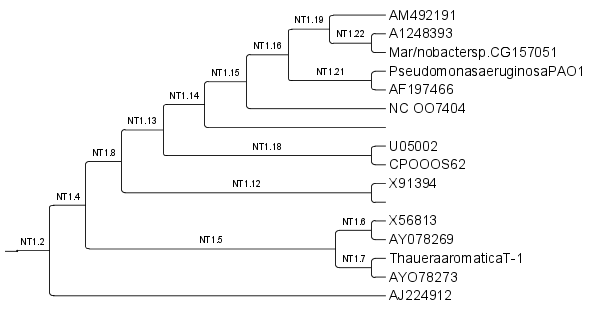 NT1.19
AM492191
NT1.22
A1248393
NT1.16
Mar/nobactersp.CG157051
NT1.15
NT1.21
PseudomonasaeruginosaPAO1
AF197466
NT1.14
NC OO7404
NT1.13
NT1.18
U05002
CPOOOS62
NT1.8
NT1.12
X91394
NT1.4
NT1.6
X56813
NT1.2
NT1.5
AY078269
NT1.7
ThaueraaromaticaT-1
AYO78273
AJ224912